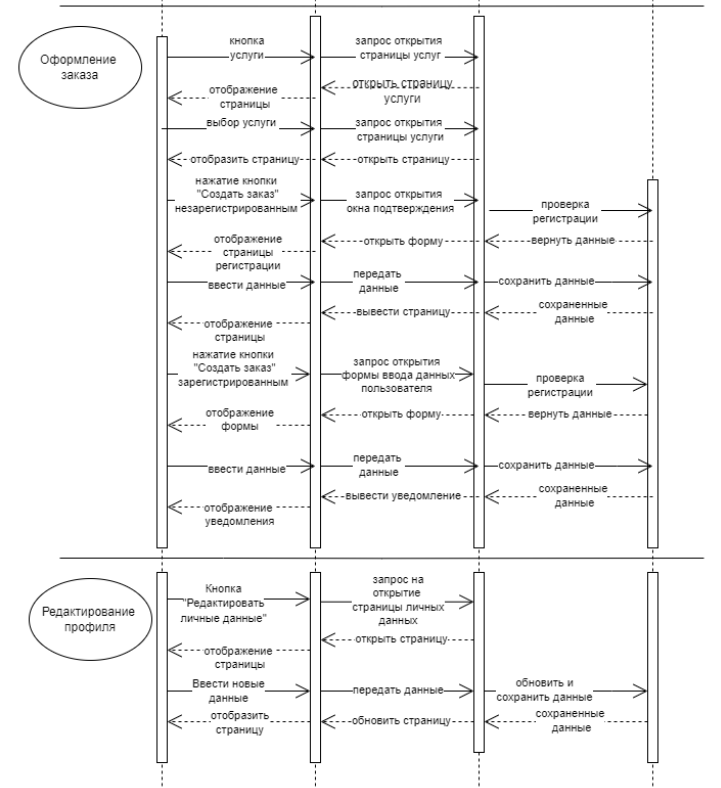 Оформление
заказа
кнопка
услуги
запрос открытия
страницы услуг
отображение
страницы
открыть страницу
услуги
выбор услуги
запрос открытия
страницы услуги
отобразить страницу
открыть страницу
нажатие кнопки
"Создать заказ"
незарегистрированным
запрос открытия
окна подтверждения
проверка
регистрации
отображение
страницы
регистрации
открыть форму
вернуть данные
ввести данные
передать
данные
сохранить данные
отображение
страницы
вывести страницу
сохраненные
данные
нажатие кнопки
"Создать заказ"
зарегистрированным
запрос открытия
формы ввода данных
пользователя
проверка
регистрации
отображение
формы
открыть форму
вернуть данные
ввести данные
передать
данные
сохранить данные
отображение
уведомления
вывести уведомление
сохраненные
данные
Редактирование
профиля
Кнопка
"Редактировать
личные данные"
запрос на
открытие
страницы личных
данных
отображение
страницы
открыть страницу
Ввести новые
данные
передать данные
обновить и
сохранить данные
отобразить
страницу
обновить страницу
сохраненные
данные